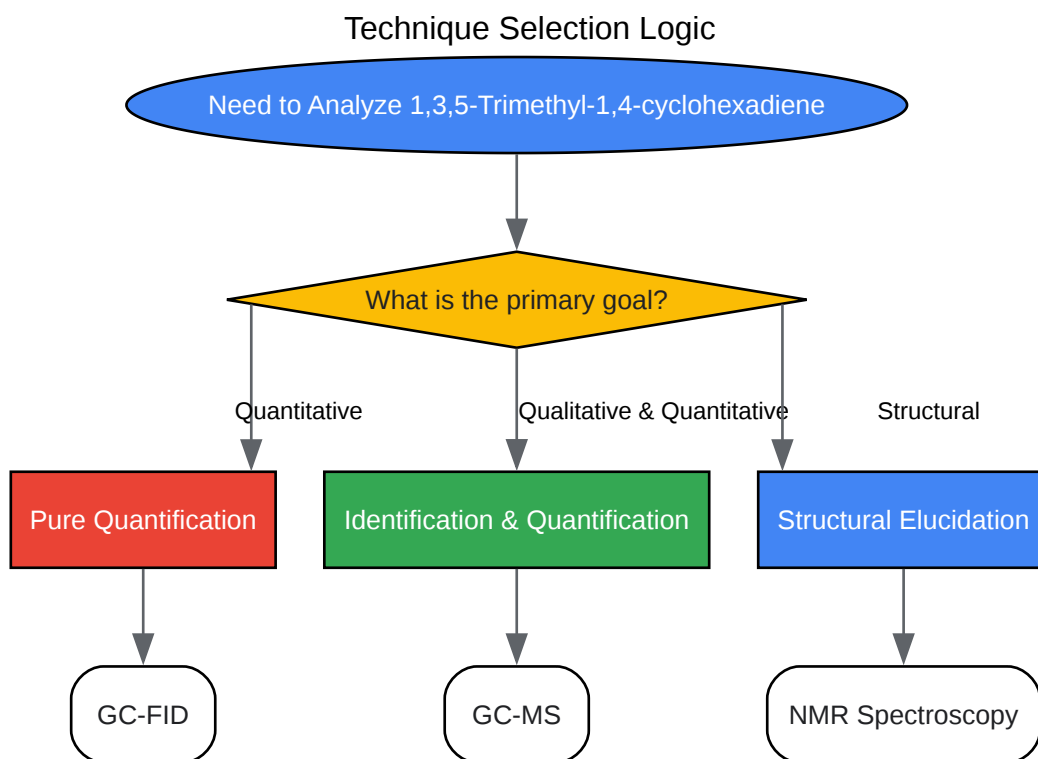 Technique Selection Logic
Need to Analyze 1,3,5-Trimethyl-1,4-cyclohexadiene
What is the primary goal?
Quantitative
Qualitative & Quantitative
Structural
Pure Quantification
Identification & Quantification
Structural Elucidation
GC-FID
GC-MS
NMR Spectroscopy